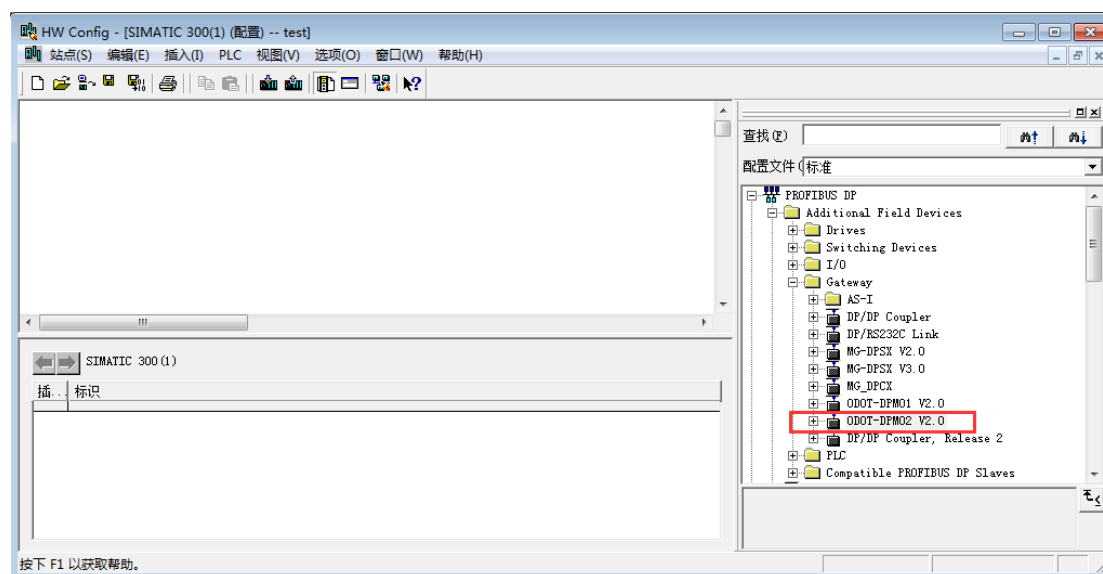 HW Config - [SIMATIC 300(1) (配置) -- test]
站点(S) 编辑(E) 插入(I) PLC 视图(V) 选项(O) 窗口(W) 帮助(H)
查找(F)
配置文件(标准
PROFIBUS DP
Additional Field Devices
Drives
Switching Devices
I/O
Gateway
AS-I
DP/DP Coupler
DP/RS232C Link
MG-DPSX V2.0
MG-DPSX V3.0
MG_DPCX
ODOT-DPM01 V2.0
ODOT-DPM02 V2.0
DP/DP Coupler, Release 2
PLC
Compatible PROFIBUS DP Slaves
SIMATIC 300(1)
插... 标识
按下 F1 以获取帮助。